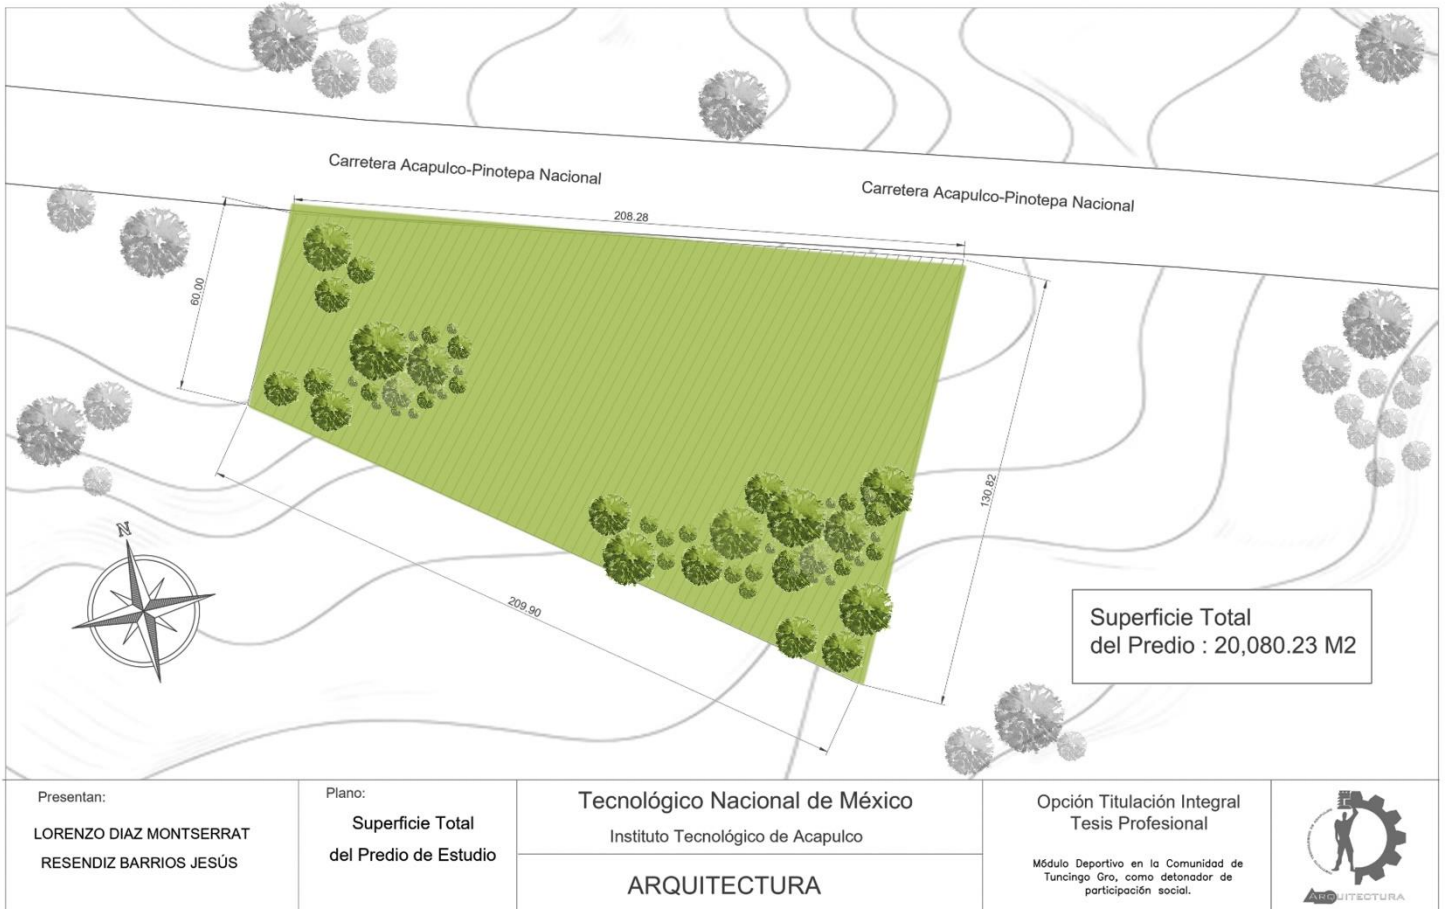 Carretera Acapulco-Pinotepa Nacional
Carretera Acapulco-Pinotepa Nacional
208.28
60.00
130.82
209.90
N
Superficie Total
del Predio : 20,080.23 M2
Presentan:
LORENZO DIAZ MONTSERRAT
RESENDIZ BARRIOS JESÚS
Plano:
Superficie Total
del Predio de Estudio
Tecnológico Nacional de México
Instituto Tecnológico de Acapulco
ARQUITECTURA
Opción Titulación Integral
Tesis Profesional
Módulo Deportivo en la Comunidad de
Tuncingo Gro, como detonador de
participación social.
ARQUITECTURA